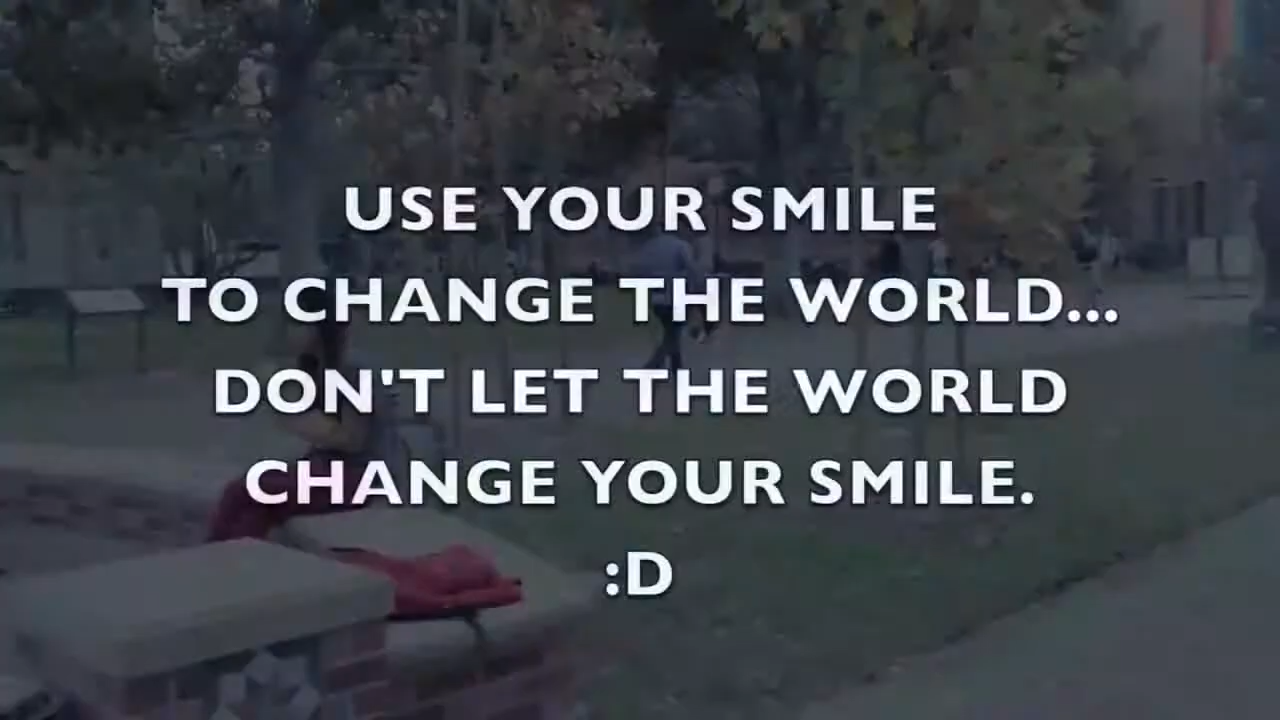 USE YOUR SMILE
TO CHANGE THE WORLD...
DON'T LET THE WORLD
CHANGE YOUR SMILE.
:D